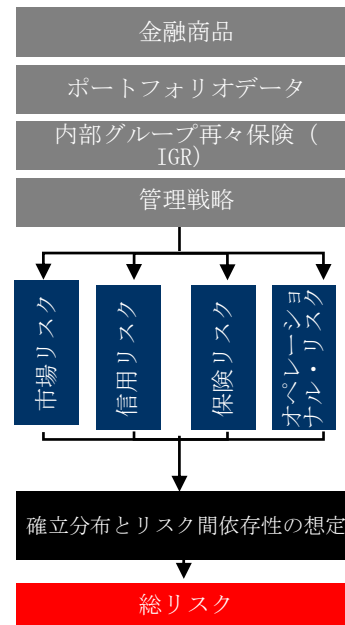 金融商品
ポートフォリオデータ
内部グループ再々保険（
IGR）
管理戦略
市場リスク
信用リスク
保険リスク
オペレーショ
ナル・リスク
確立分布とリスク間依存性の想定
総リスク